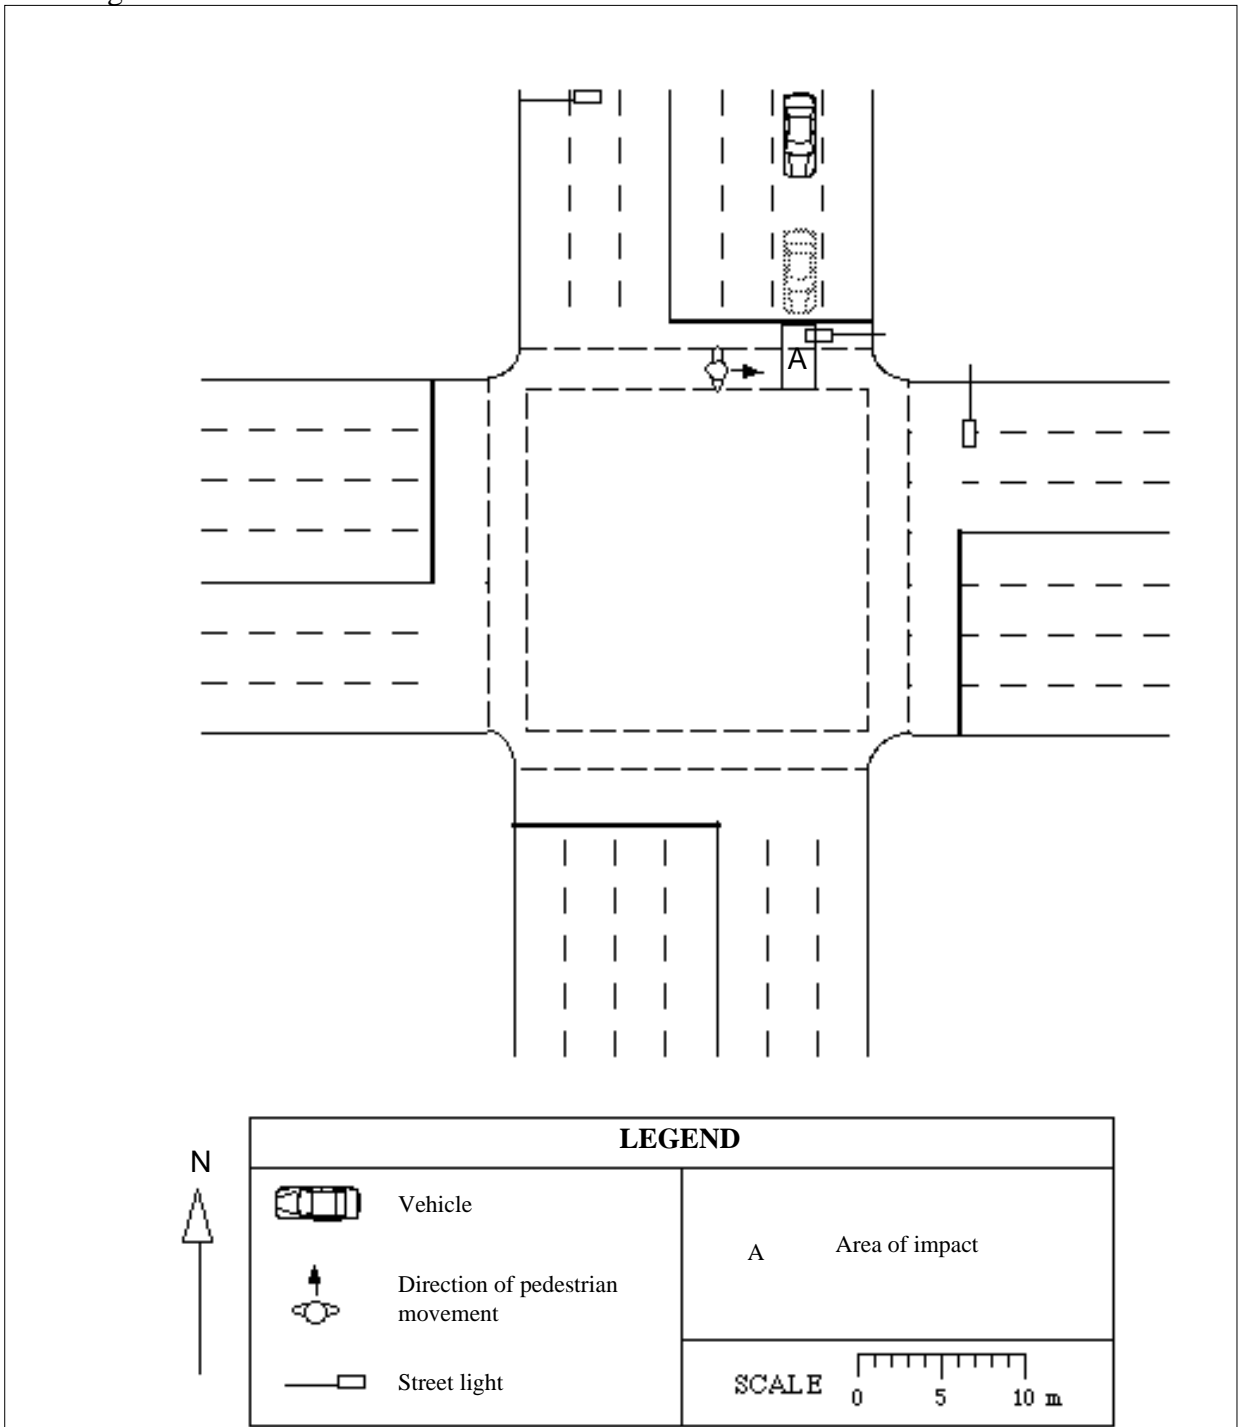 A
N
LEGEND
Vehicle
Direction of pedestrian
movement
Street light
A Area of impact
SCALE
0 5 10 m